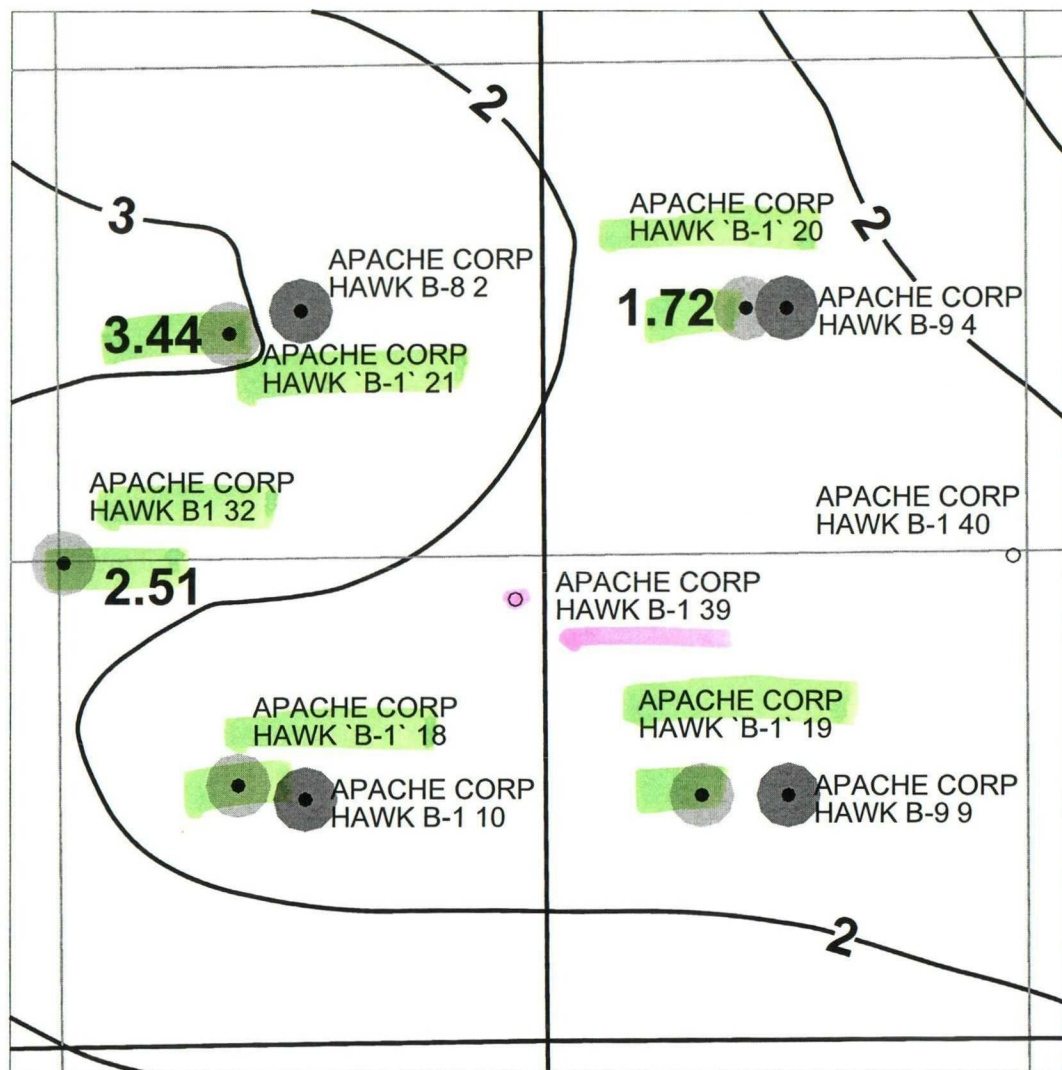 2
3
2
APACHE CORP
HAWK `B-1` 20
APACHE CORP
HAWK B-8 2
3.44
1.72
APACHE CORP
HAWK B-9 4
APACHE CORP
HAWK `B-1` 21
APACHE CORP
HAWK B1 32
APACHE CORP
HAWK B-1 40
2.51
APACHE CORP
HAWK B-1 39
APACHE CORP
HAWK `B-1` 18
APACHE CORP
HAWK `B-1` 19
APACHE CORP
HAWK B-1 10
APACHE CORP
HAWK B-9 9
2